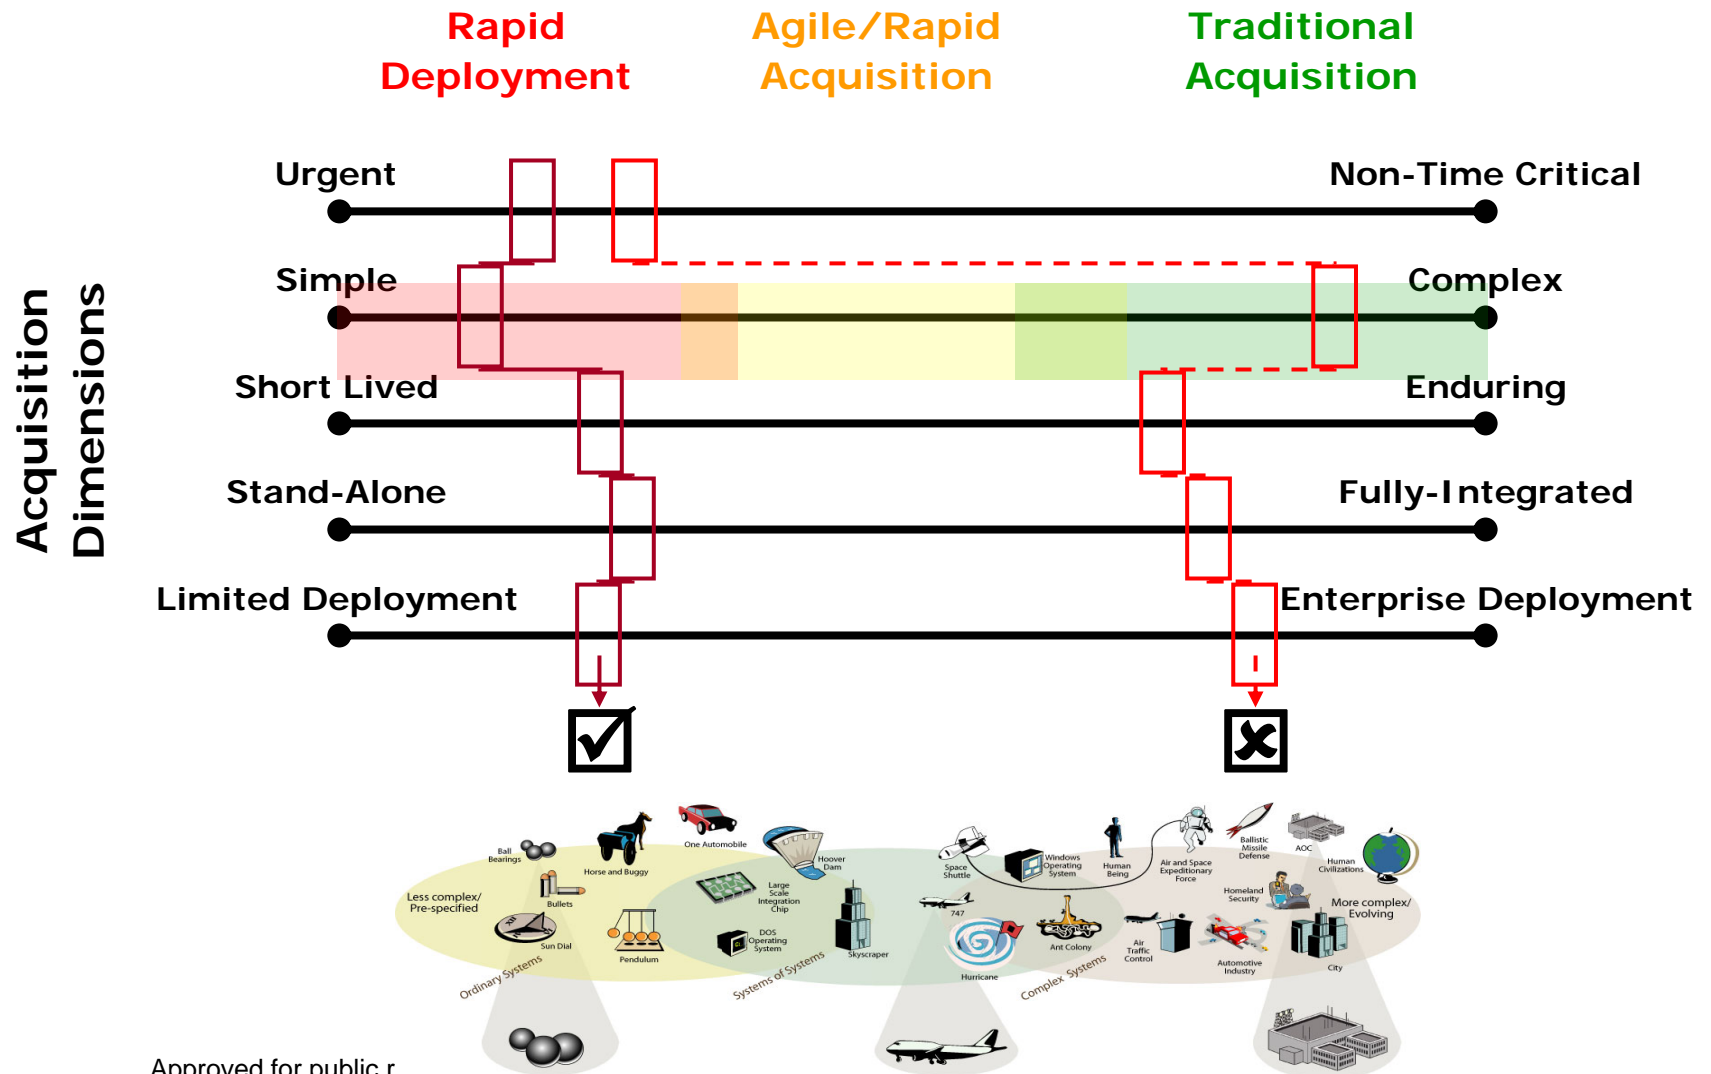 Rapid
Deployment
Agile/Rapid
Acquisition
Traditional
Acquisition
Acquisition
Dimensions
Urgent
Non-Time Critical
Simple
Complex
Short Lived
Enduring
Stand-Alone
Fully-Integrated
Limited Deployment
Enterprise Deployment
Ball
Bearings
Horse and Buggy
One Automobile
Hoover
Dam
Space
Shuttle
Windows
Operating
System
Human
Being
Air and Space
Expeditionary
Force
Ballistic
Missile
Defense
AOC
Human
Civilizations
Less complex/
Pre-specified
Bullets
Large
Scale
Integration
Chip
747
Homeland
Security
More complex/
Evolving
Sun Dial
Pendulum
DOS
Operating
System
Skyscraper
Hurricane
Ant Colony
Air
Traffic
Control
Automotive
Industry
City
Ordinary Systems
Systems of Systems
Complex Systems
Approved for public r